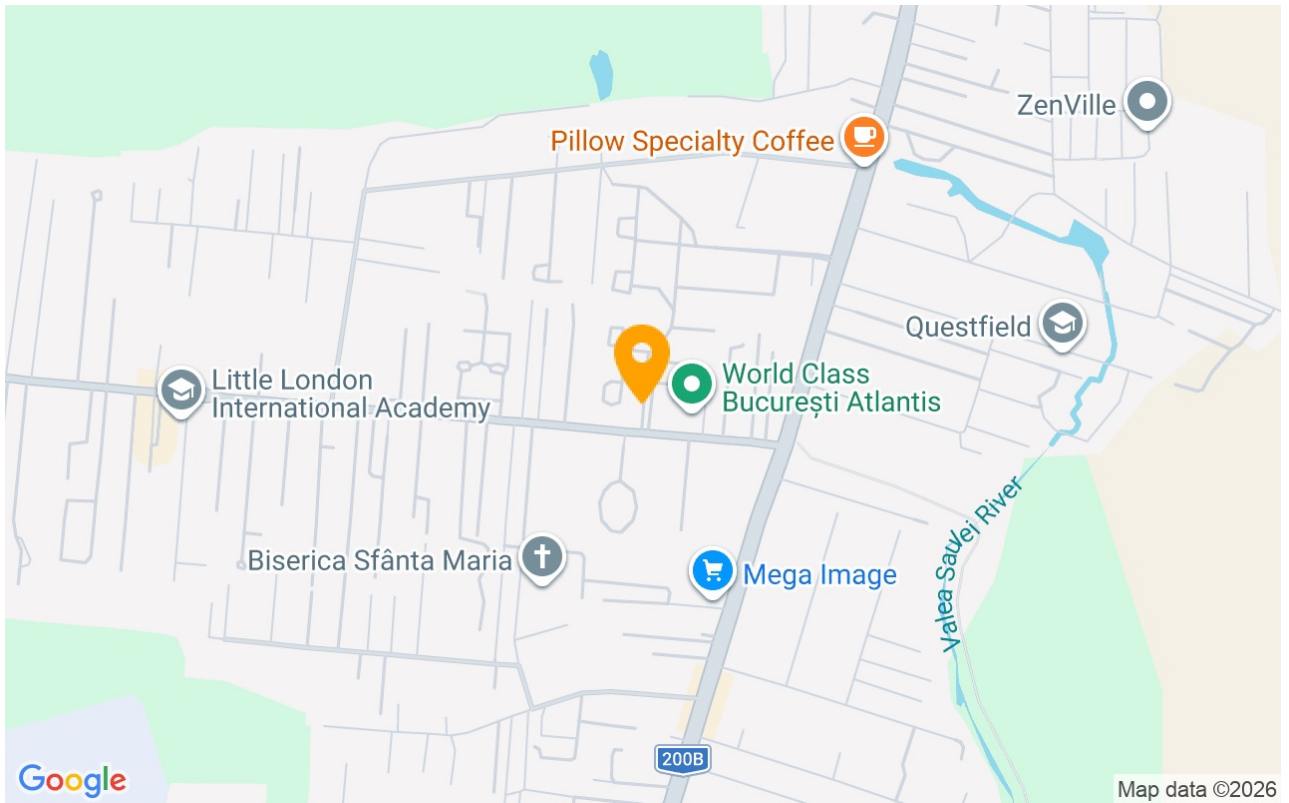 ZenVille
Pillow Specialty Coffee
Questfield
World Class
București Atlantis
Little London
International Academy
Valea Saulei River
Biserica Sfânta Maria
Mega Image
200B
Google
Map data ©2026